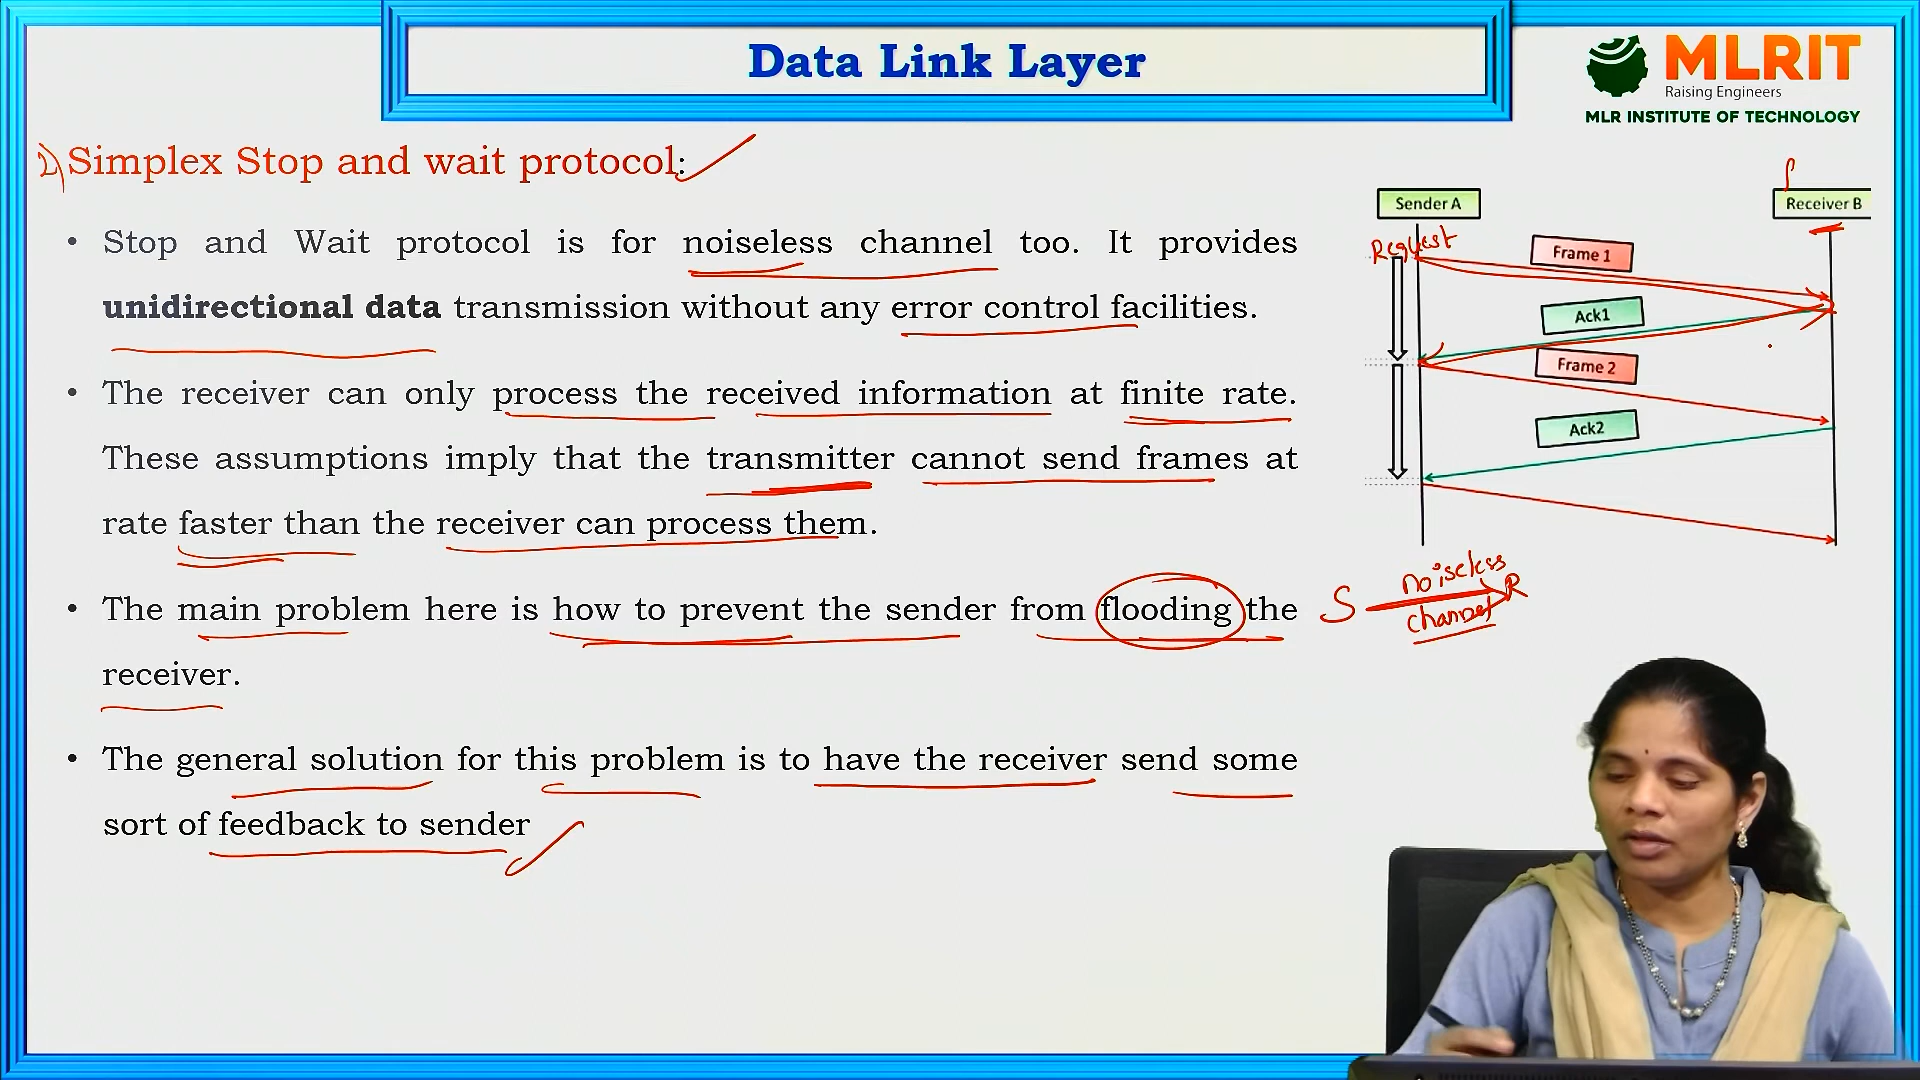 Data Link Layer
MLRIT
Raising Engineers
MLR INSTITUTE OF TECHNOLOGY
2) Simplex Stop and wait protocol:
• Stop and Wait protocol is for noiseless channel too. It provides
unidirectional data transmission without any error control facilities.
• The receiver can only process the received information at finite rate.
These assumptions imply that the transmitter cannot send frames at
rate faster than the receiver can process them.
• The main problem here is how to prevent the sender from flooding the
receiver.
• The general solution for this problem is to have the receiver send some
sort of feedback to sender
Sender A
Receiver B
Request
Frame 1
Ack1
Frame 2
Ack2
S noiseless R
channel